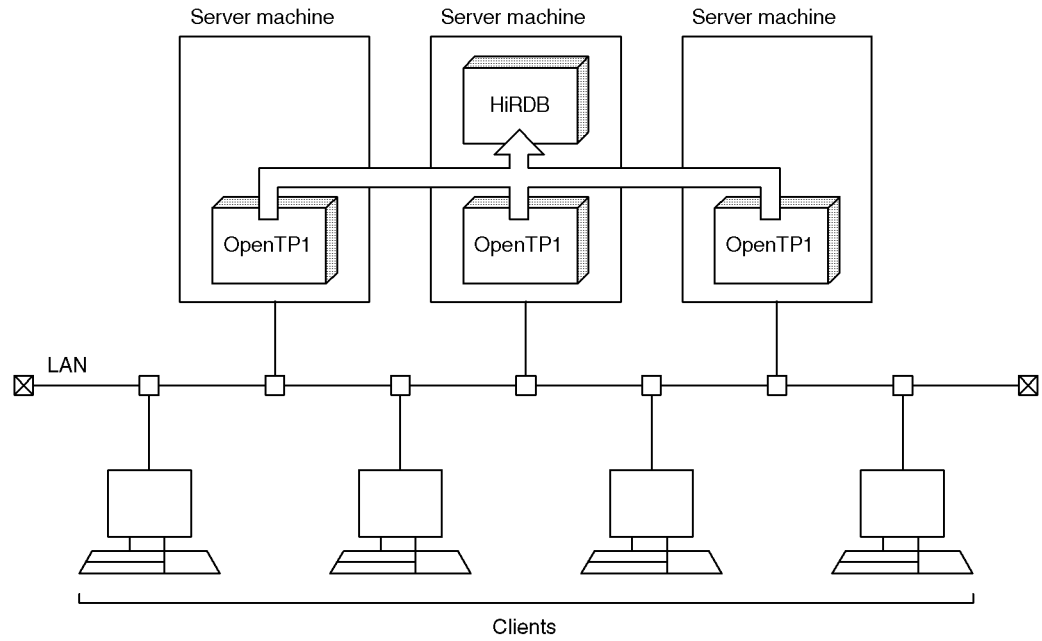 Server machine
Server machine
Server machine
HiRDB
OpenTP1
OpenTP1
OpenTP1
LAN
Clients